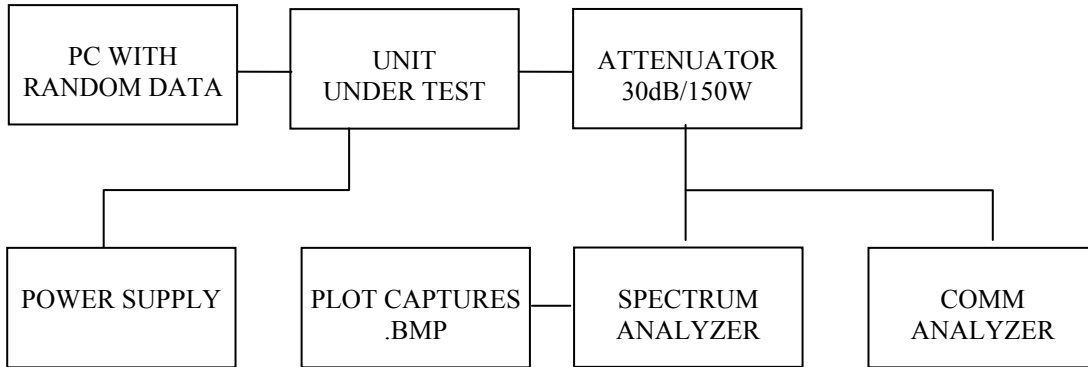 PC WITH
RANDOM DATA
UNIT
UNDER TEST
ATTENUATOR
30dB/150W
POWER SUPPLY
PLOT CAPTURES
.BMP
SPECTRUM
ANALYZER
COMM
ANALYZER